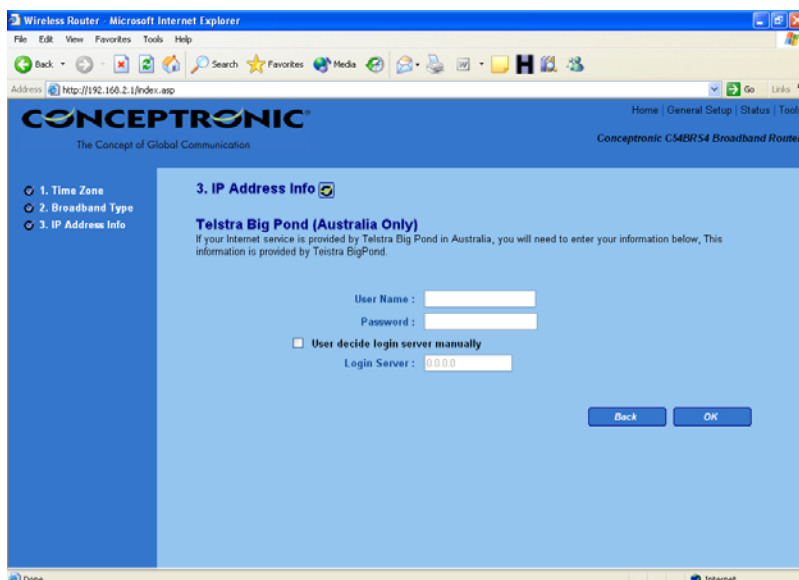 Wireless Router - Microsoft Internet Explorer
File Edit View Favorites Tools Help
Back Search Favorites Media
Address http://192.168.2.1/index.asp Go Links
CONCEPTRONIC
The Concept of Global Communication
Home | General Setup | Status | Tool
Conceptronic C54BRS4 Broadband Router
1. Time Zone
2. Broadband Type
3. IP Address Info
3. IP Address Info
Telstra Big Pond (Australia Only)
If your Internet service is provided by Telstra Big Pond in Australia, you will need to enter your information below, This
information is provided by Teistra BigPond.
User Name :
Password :
User decide login server manually
Login Server : 0.0.0.0
Back OK
Done Internet